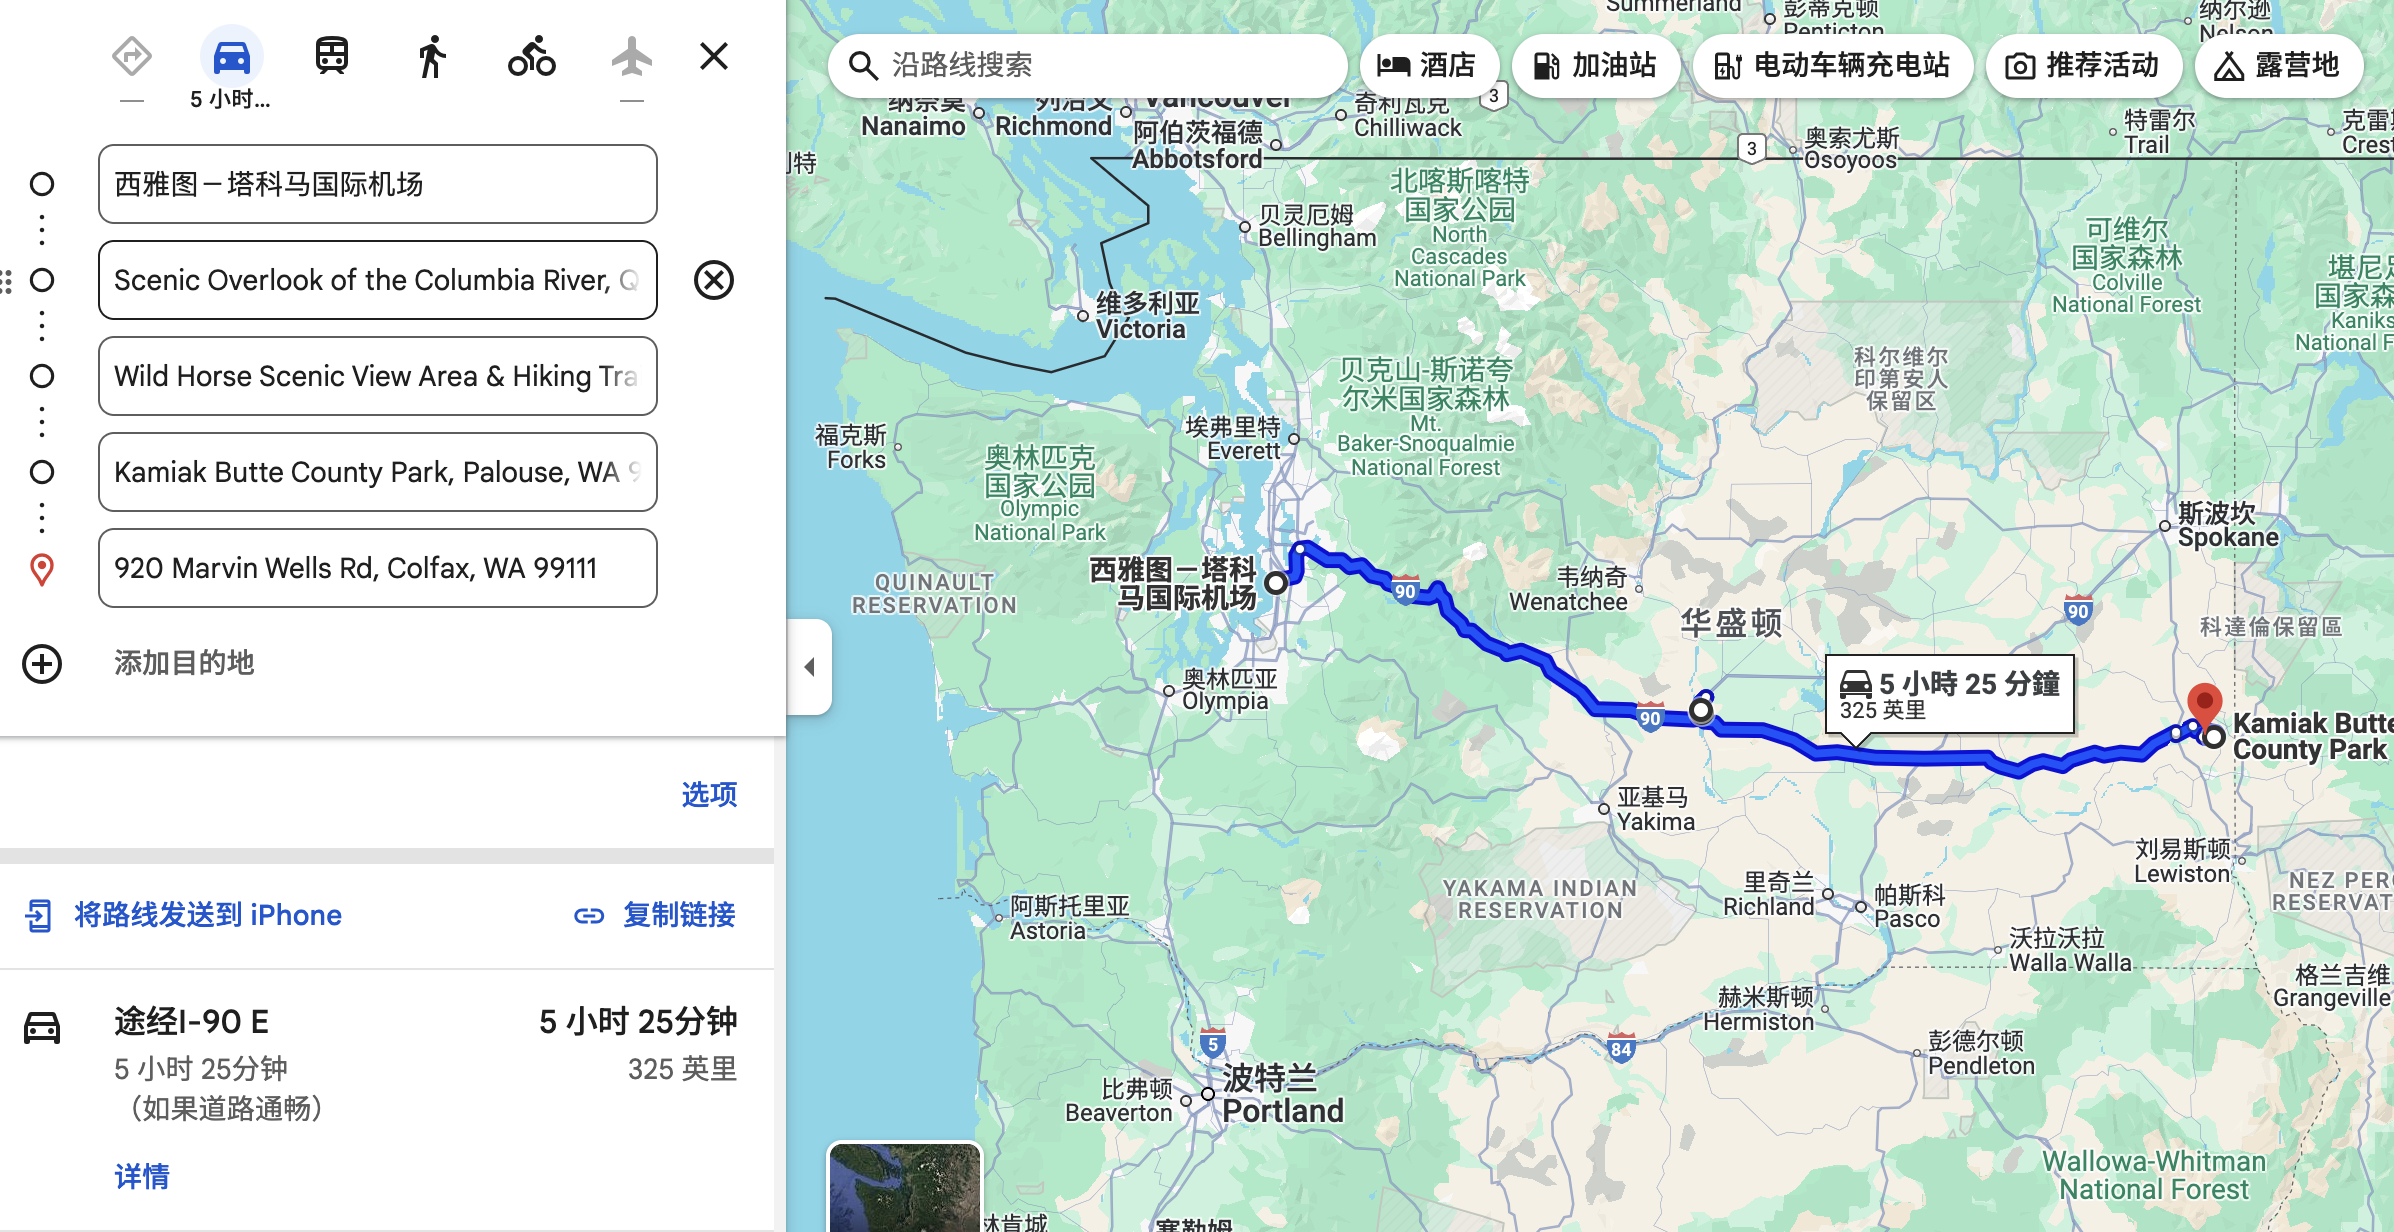 5 小时...
西雅图－塔科马国际机场
Scenic Overlook of the Columbia River,
Wild Horse Scenic View Area & Hiking Tra
Kamiak Butte County Park, Palouse, WA 9
920 Marvin Wells Rd, Colfax, WA 99111
添加目的地
选项
将路线发送到 iPhone
复制链接
途经I-90 E
5 小时 25分钟
5 小时 25分钟
325 英里
（如果道路通畅）
详情
沿路线搜索
酒店
加油站
电动车辆充电站
推荐活动
露营地
Summerland
彭蒂克顿
Penticton
纳尔逊
Nelson
纳奈莫
Nanaimo
列治文
Richmond
Vancouver
阿伯茨福德
Abbotsford
奇利瓦克
Chilliwack
3
3
奥索尤斯
Osoyoos
特雷尔
Trail
克雷
Crest
特
北喀斯喀特
国家公园
North
Cascades
National Park
贝灵厄姆
Bellingham
可维尔
国家森林
Colville
National Forest
堪尼
国家森
Kaniks
National F
维多利亚
Victoria
科尔维尔
印第安人
保留区
贝克山-斯诺夸
尔米国家森林
Mt.
Baker-Snoqualmie
National Forest
福克斯
Forks
埃弗里特
Everett
奥林匹克
国家公园
Olympic
National Park
斯波坎
Spokane
西雅图－塔科
马国际机场
QUINAULT
RESERVATION
90
韦纳奇
Wenatchee
华盛顿
90
科達倫保留區
5 小時 25 分鐘
325 英里
奥林匹亚
Olympia
90
Kamiak Butte
County Park
亚基马
Yakima
刘易斯顿
Lewiston
YAKAMA INDIAN
RESERVATION
里奇兰
Richland
帕斯科
Pasco
NEZ PERC
RESERVAT
阿斯托里亚
Astoria
沃拉沃拉
Walla Walla
格兰吉维
Grangeville
赫米斯顿
Hermiston
5
84
彭德尔顿
Pendleton
波特兰
Portland
比弗顿
Beaverton
Wallowa-Whitman
National Forest
林肯城
塞勒姆